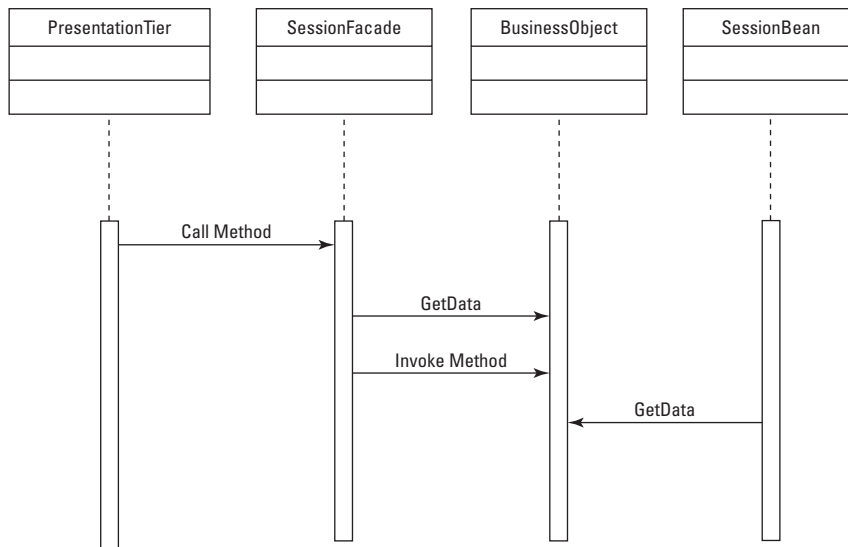 PresentationTier
SessionFacade
BusinessObject
SessionBean
Call Method
GetData
Invoke Method
GetData